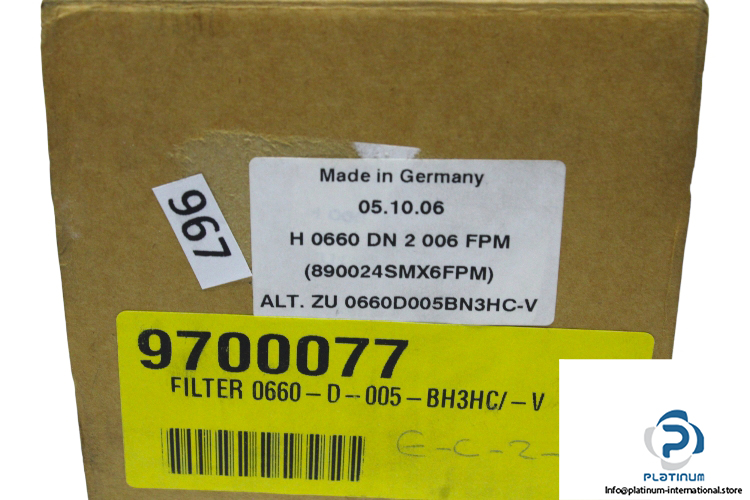 Made in Germany
05.10.06
H 0660 DN 2 006 FPM
(890024SMX6FPM)
ALT. ZU 0660D005BN3HC-V
967
9700077
FILTER 0660-D-005-BH3HC/-V
E-C-2-
PLATINUM
Info@platinum-international.store